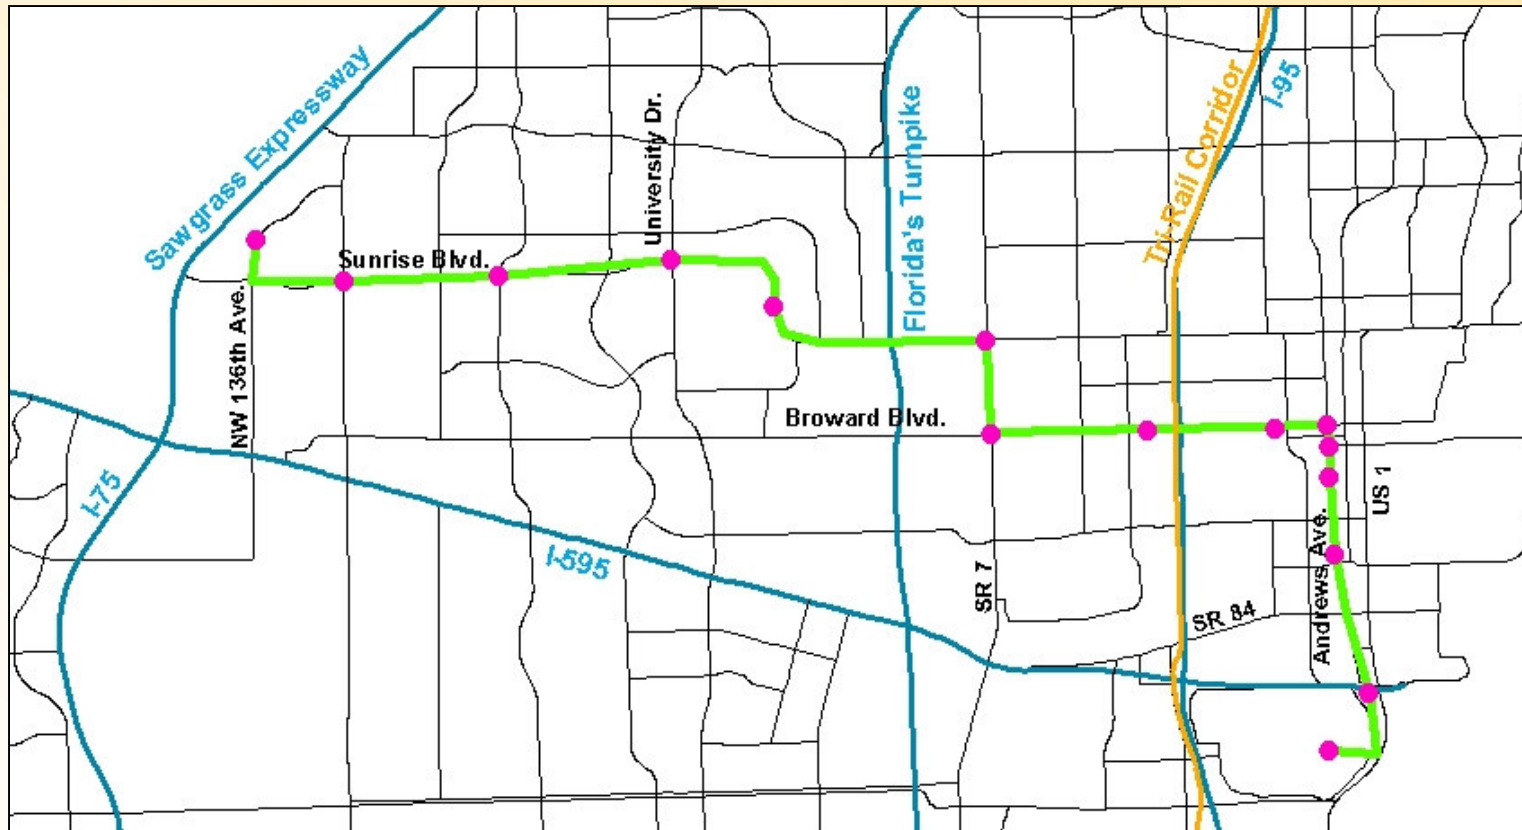 Sawgrass Expressway
University Dr.
Florida's Turnpike
Tri-Rail Corridor
I-95
Sunrise Blvd.
NW 136th Ave.
Broward Blvd.
I-75
I-595
SR 7
US 1
Andrews Ave.
SR 84